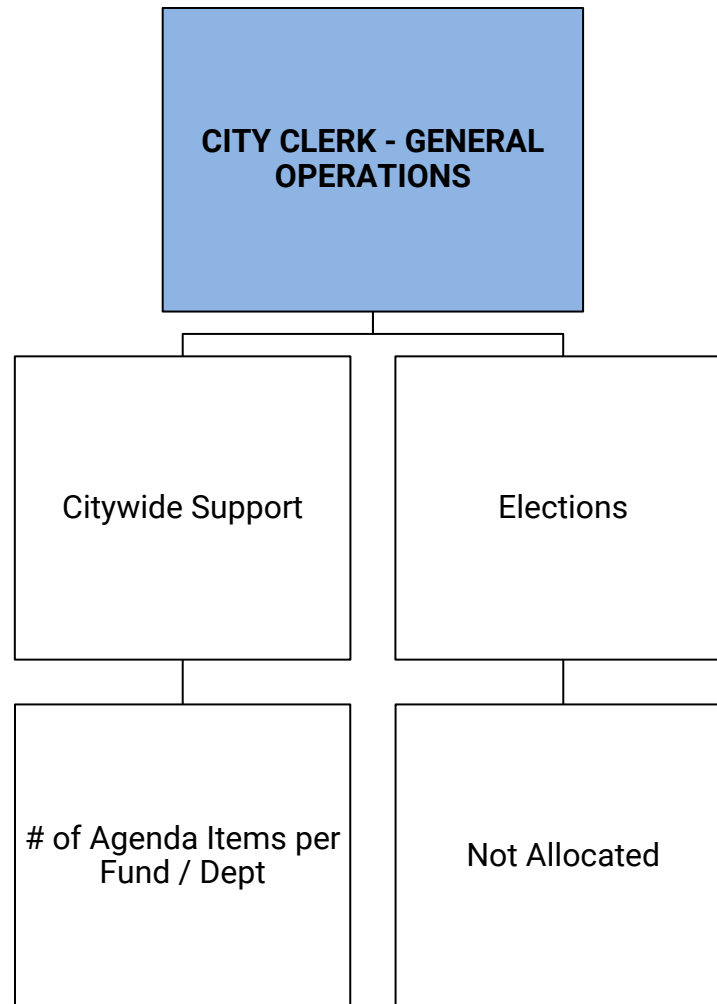 CITY CLERK - GENERAL
OPERATIONS
Citywide Support
Elections
# of Agenda Items per
Fund / Dept
Not Allocated